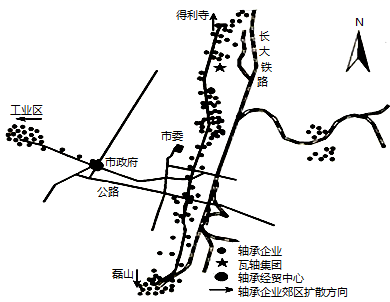 得利寺
长大铁路
N
工业区
市委
市政府
公路
磊山
轴承企业
瓦轴集团
轴承经贸中心
轴承企业郊区扩散方向